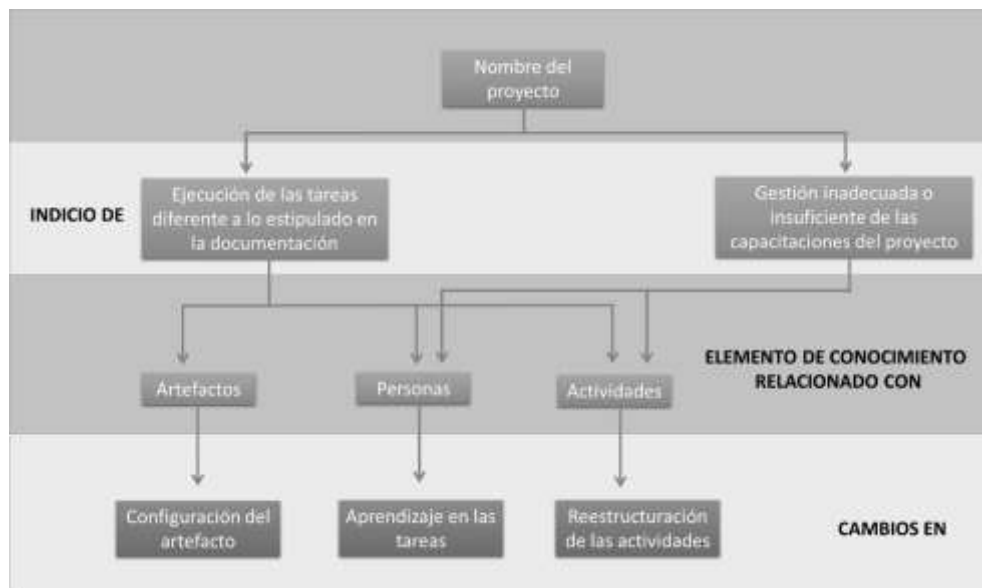 Nombre del
proyecto
INDICIO DE
Ejecución de las tareas
diferente a lo estipulado en
la documentación
Gestión inadecuada o
insuficiente de las
capacitaciones del proyecto
ELEMENTO DE CONOCIMIENTO
RELACIONADO CON
Artefactos
Personas
Actividades
Configuración del
artefacto
Aprendizaje en las
tareas
Reestructuración
de las actividades
CAMBIOS EN